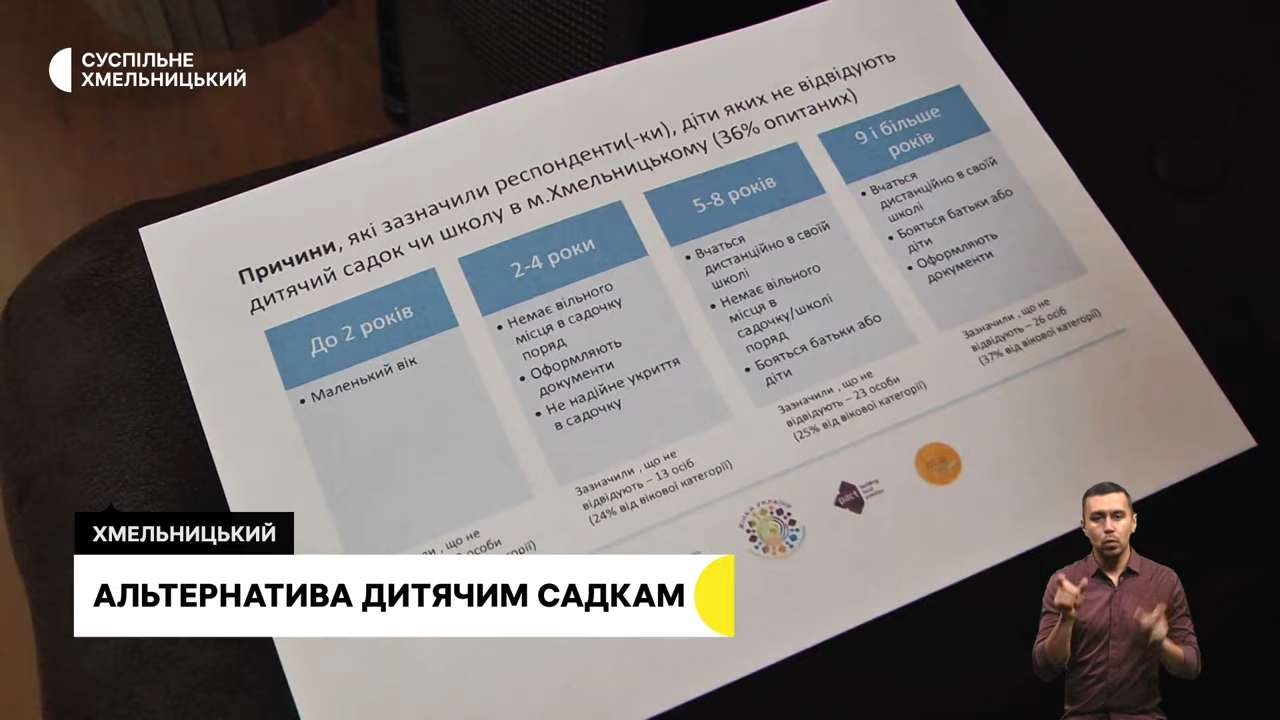 СУСПІЛЬНЕ
ХМЕЛЬНИЦЬКИЙ
Причини, які зазначили респонденти(-ки), діти яких не відвідують
дитячий садок чи школу в м.Хмельницькому (36% опитаних)
До 2 років
• Маленький вік
2-4 роки
• Немає вільного
місця в садочку
поряд
• Оформляють
документи
• Не надійне укриття
в садочку
Зазначили , що не
відвідують – 13 осіб
(24% від вікової категорії)
5-8 років
• Вчаться
дистанційно в своїй
школі
• Немає вільного
місця в
садочку/школі
поряд
• Бояться батьки або
діти
Зазначили , що не
відвідують – 23 особи
(25% від вікової категорії)
9 і більше
років
• Вчаться
дистанційно в своїй
школі
• Бояться батьки або
діти
• Оформляють
документи
Зазначили , що не
відвідують – 26 осіб
(37% від вікової категорії)
, що не
особи
pact
ХМЕЛЬНИЦЬКИЙ
АЛЬТЕРНАТИВА ДИТЯЧИМ САДКАМ